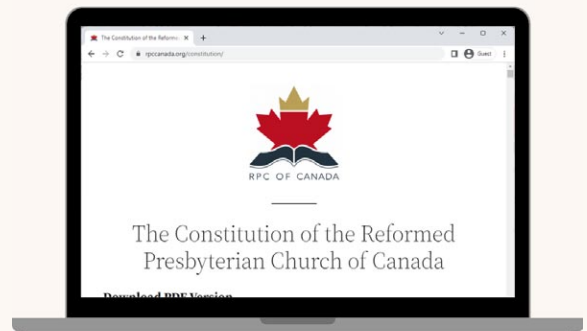 The Constitution of the Reforme
rpccanada.org/constitution/
Guest
RPC OF CANADA
The Constitution of the Reformed
Presbyterian Church of Canada
Download PDF Version